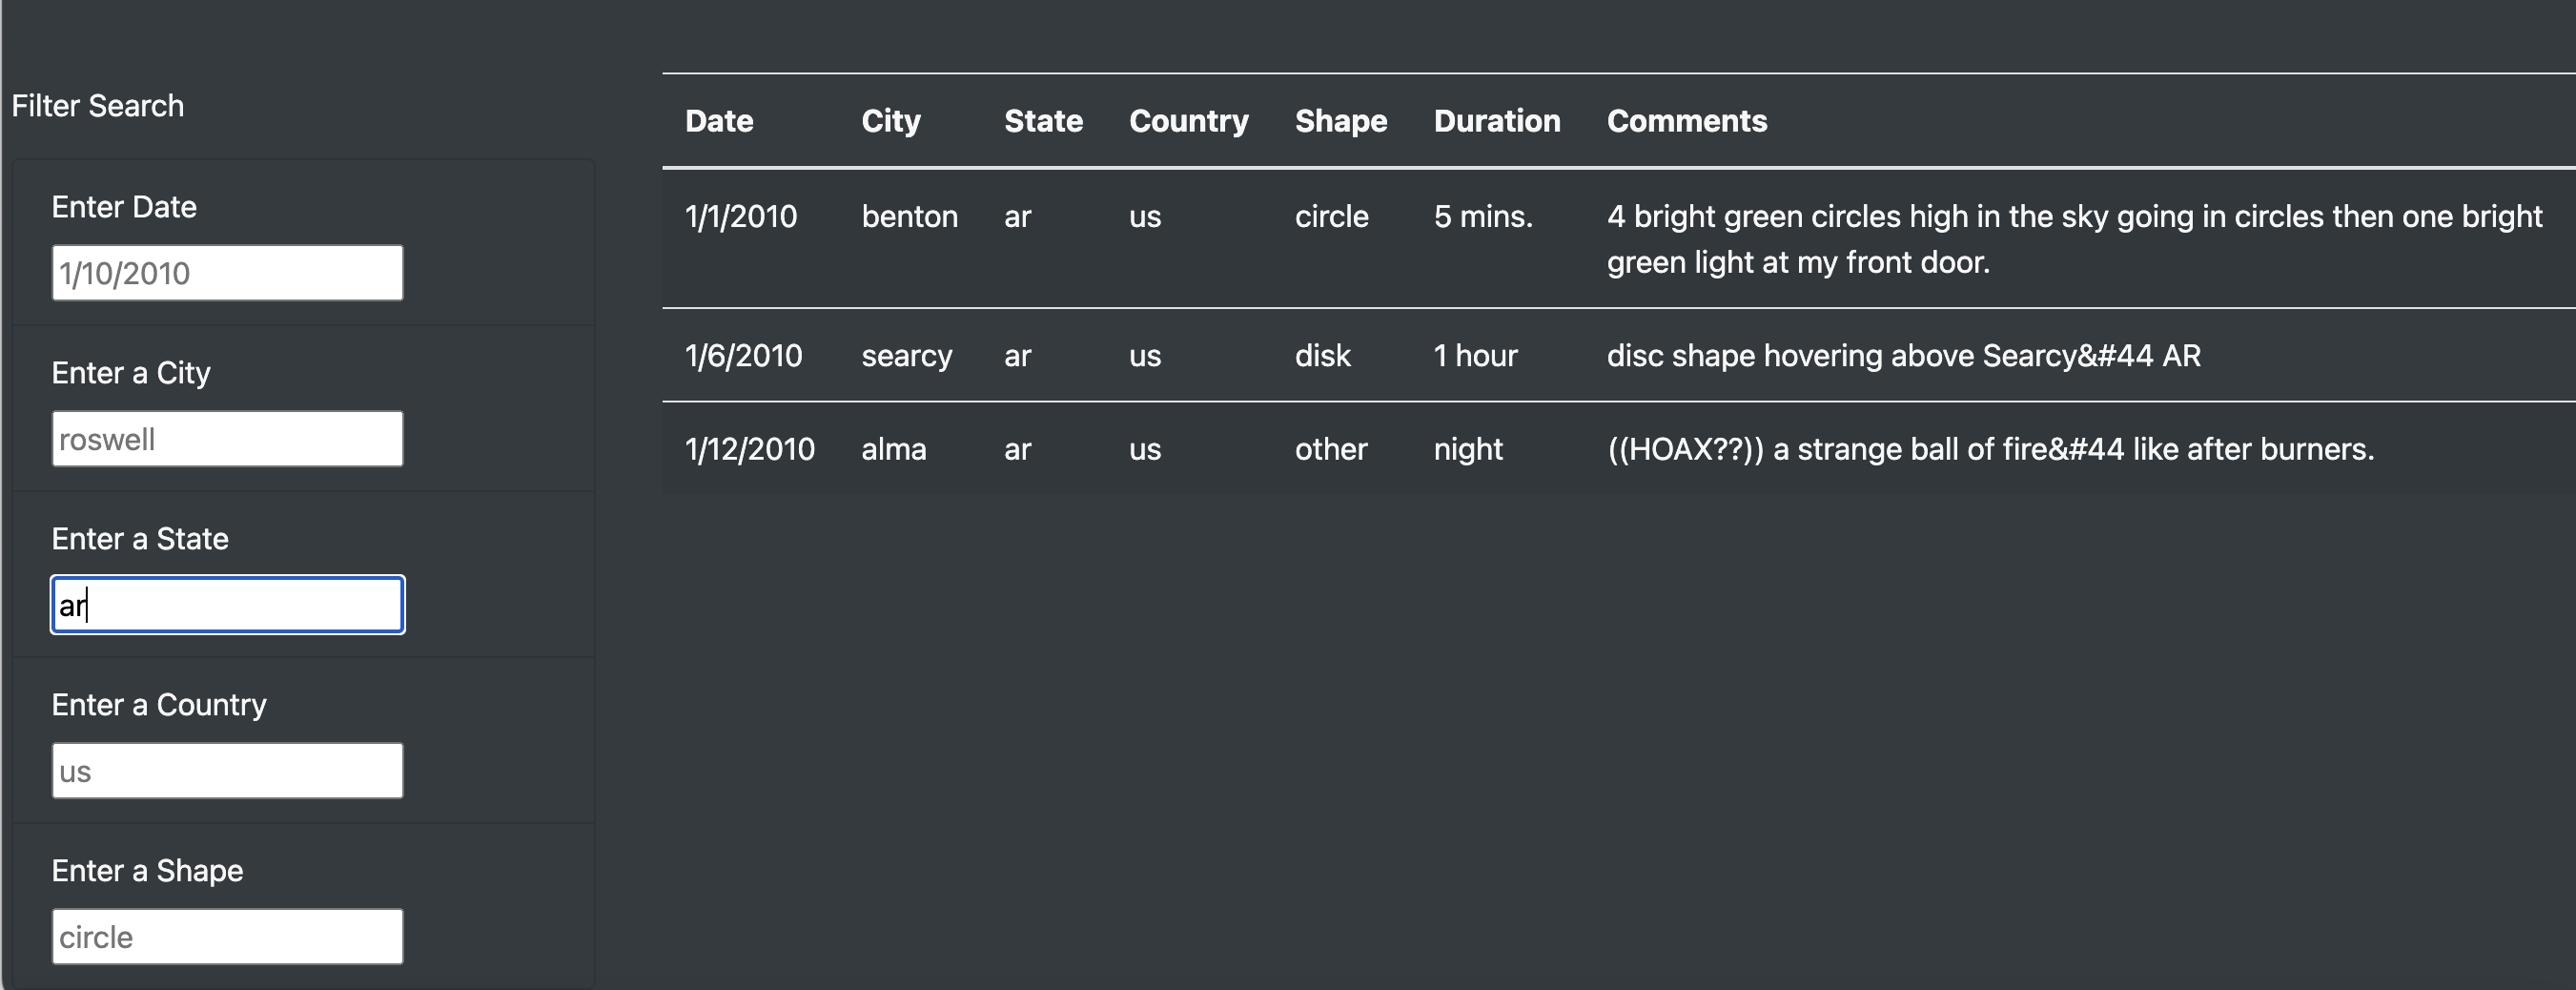 Filter Search
Enter Date
1/10/2010
Enter a City
roswell
Enter a State
ar
Enter a Country
us
Enter a Shape
circle
Date City State Country Shape Duration Comments
1/1/2010 benton ar us circle 5 mins. 4 bright green circles high in the sky going in circles then one bright
green light at my front door.
1/6/2010 searcy ar us disk 1 hour disc shape hovering above Searcy&#44 AR
1/12/2010 alma ar us other night ((HOAX??)) a strange ball of fire&#44 like after burners.